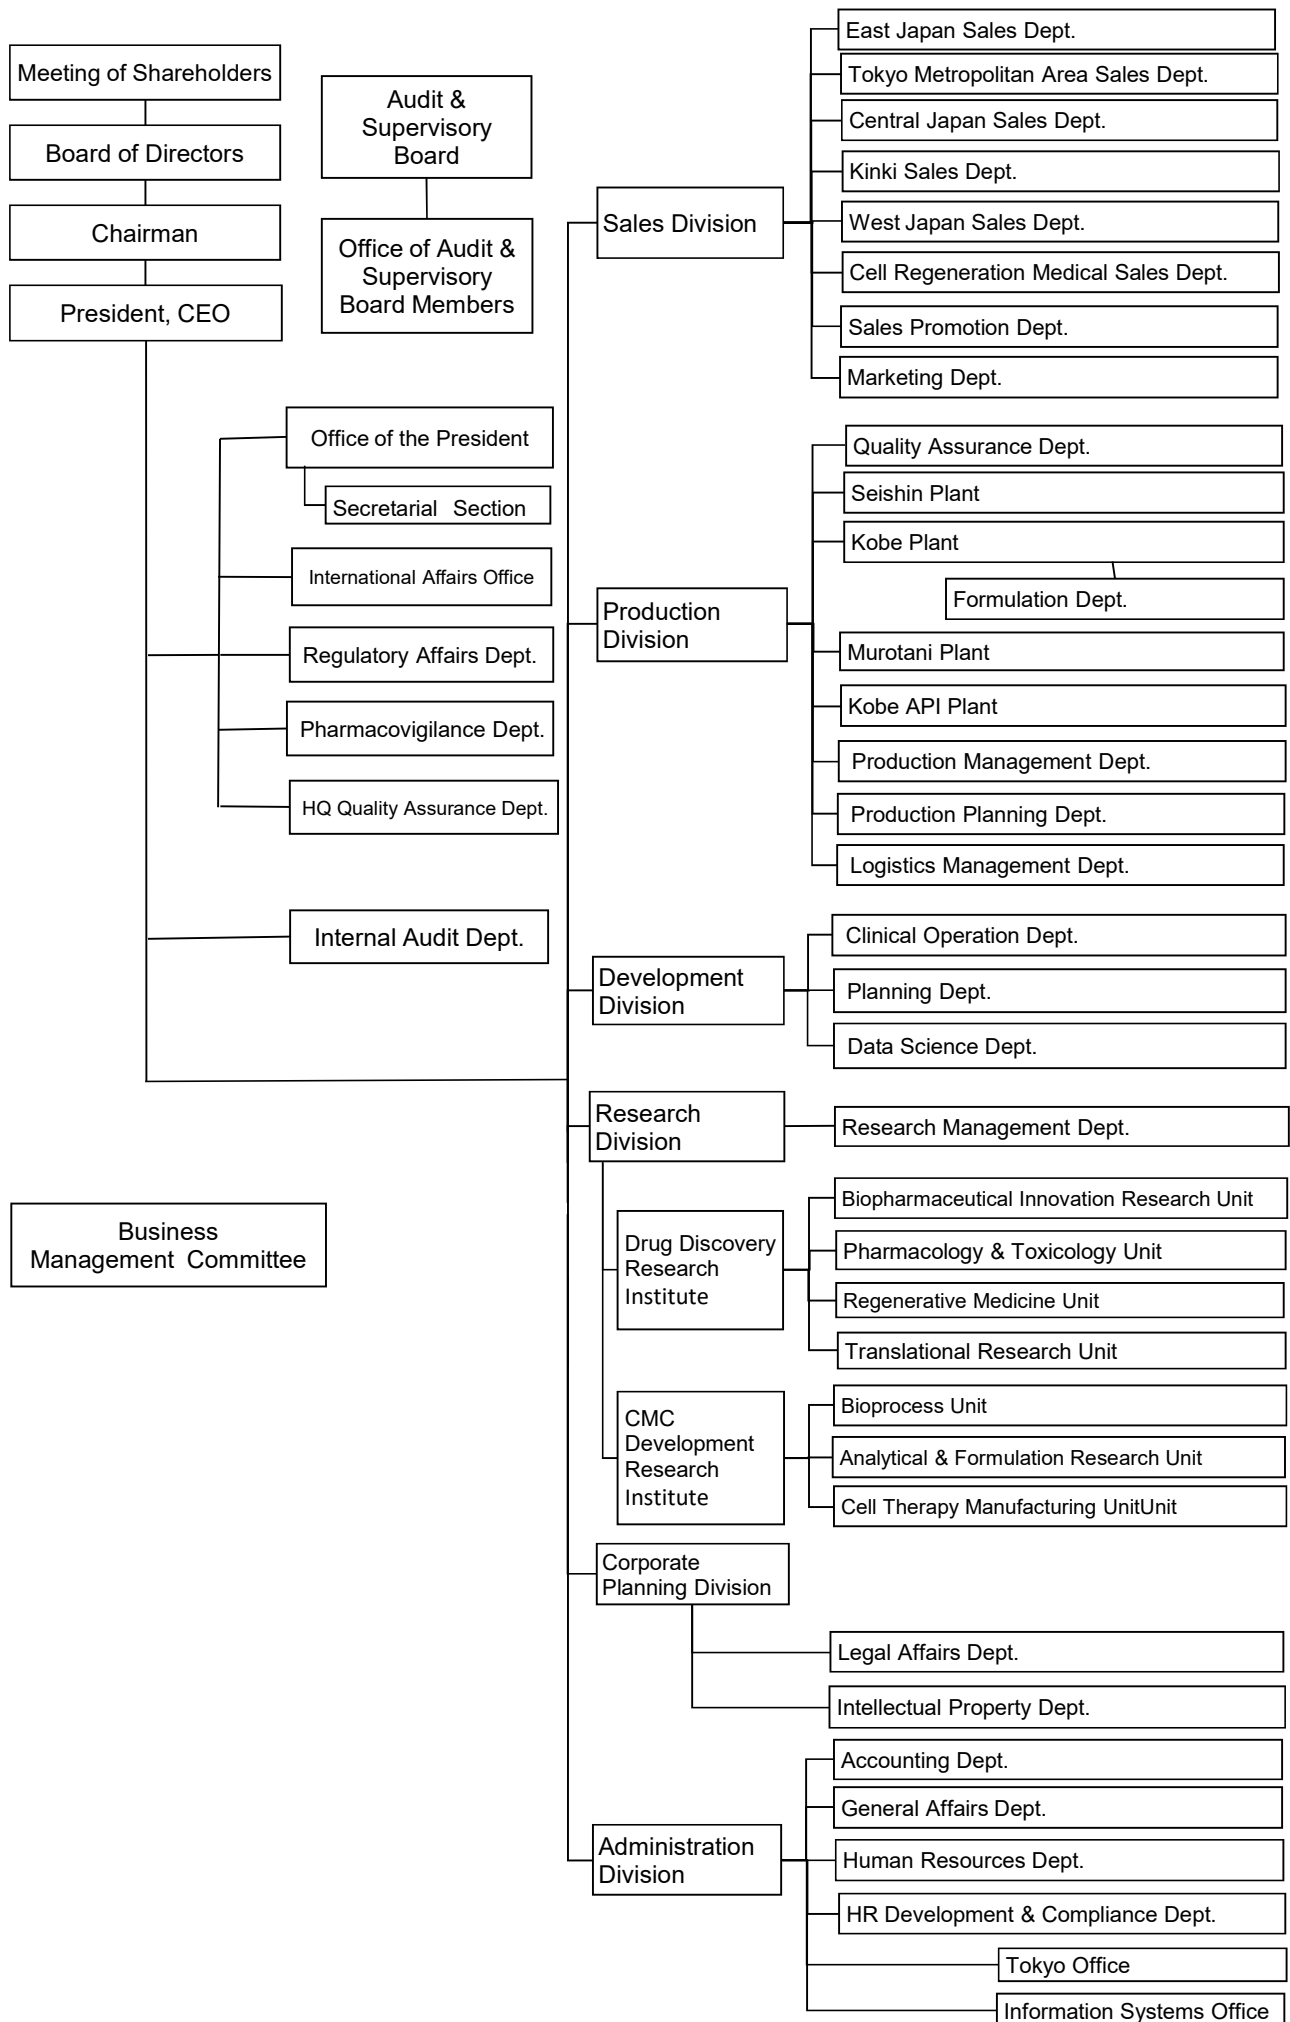 Meeting of Shareholders
Board of Directors
Chairman
President, CEO
Audit &
Supervisory
Board
Office of Audit &
Supervisory
Board Members
Office of the President
Secretarial Section
International Affairs Office
Regulatory Affairs Dept.
Pharmacovigilance Dept.
HQ Quality Assurance Dept.
Internal Audit Dept.
Business
Management Committee
Sales Division
East Japan Sales Dept.
Tokyo Metropolitan Area Sales Dept.
Central Japan Sales Dept.
Kinki Sales Dept.
West Japan Sales Dept.
Cell Regeneration Medical Sales Dept.
Sales Promotion Dept.
Marketing Dept.
Production
Division
Quality Assurance Dept.
Seishin Plant
Kobe Plant
Formulation Dept.
Murotani Plant
Kobe API Plant
Production Management Dept.
Production Planning Dept.
Logistics Management Dept.
Development
Division
Clinical Operation Dept.
Planning Dept.
Data Science Dept.
Research
Division
Research Management Dept.
Drug Discovery
Research
Institute
Biopharmaceutical Innovation Research Unit
Pharmacology & Toxicology Unit
Regenerative Medicine Unit
Translational Research Unit
CMC
Development
Research
Institute
Bioprocess Unit
Analytical & Formulation Research Unit
Cell Therapy Manufacturing UnitUnit
Corporate
Planning Division
Legal Affairs Dept.
Intellectual Property Dept.
Administration
Division
Accounting Dept.
General Affairs Dept.
Human Resources Dept.
HR Development & Compliance Dept.
Tokyo Office
Information Systems Office